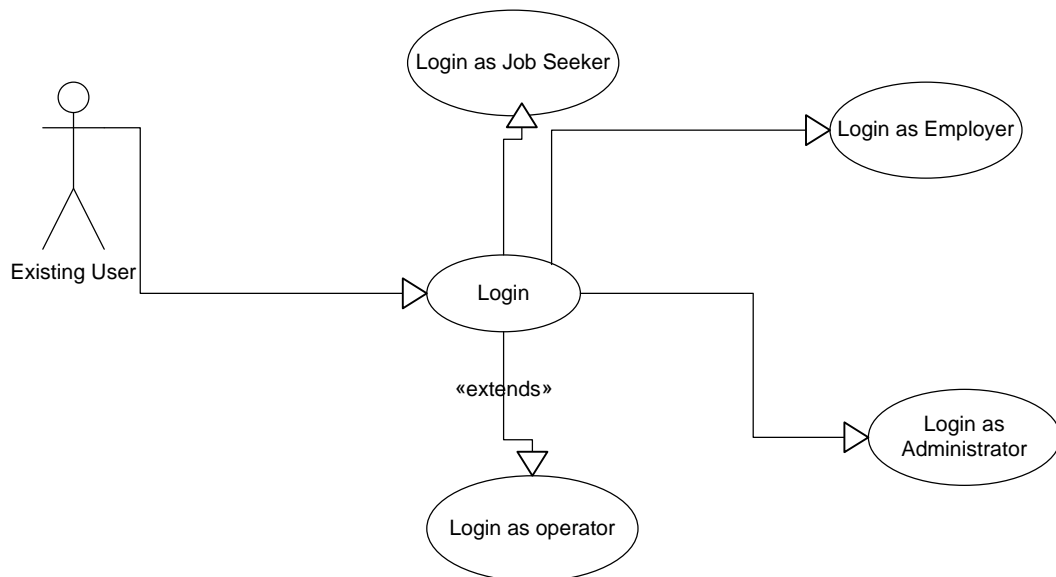 Login as Job Seeker
Login as Employer
Existing User
Login
«extends»
Login as
Administrator
Login as operator